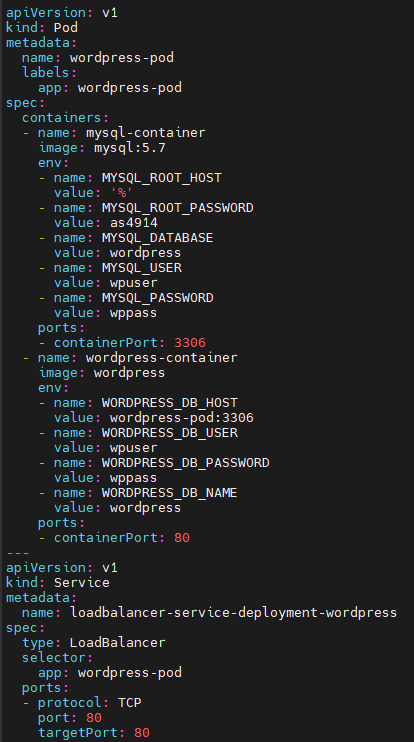 apiVersion: v1
kind: Pod
metadata:
  name: wordpress-pod
  labels:
    app: wordpress-pod
spec:
  containers:
  - name: mysql-container
    image: mysql:5.7
    env:
    - name: MYSQL_ROOT_HOST
      value: '%'
    - name: MYSQL_ROOT_PASSWORD
      value: as4914
    - name: MYSQL_DATABASE
      value: wordpress
    - name: MYSQL_USER
      value: wpuser
    - name: MYSQL_PASSWORD
      value: wppass
    ports:
    - containerPort: 3306
  - name: wordpress-container
    image: wordpress
    env:
    - name: WORDPRESS_DB_HOST
      value: wordpress-pod:3306
    - name: WORDPRESS_DB_USER
      value: wpuser
    - name: WORDPRESS_DB_PASSWORD
      value: wppass
    - name: WORDPRESS_DB_NAME
      value: wordpress
    ports:
    - containerPort: 80
---
apiVersion: v1
kind: Service
metadata:
  name: loadbalancer-service-deployment-wordpress
spec:
  type: LoadBalancer
  selector:
    app: wordpress-pod
  ports:
  - protocol: TCP
    port: 80
    targetPort: 80